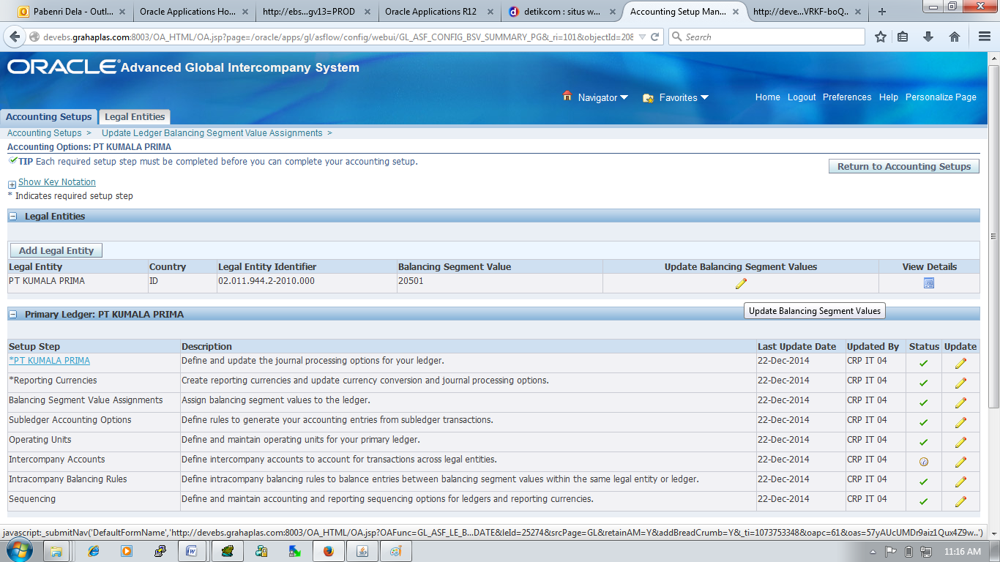 Pabenri Dela - Outl...
Oracle Applications Ho...
http://ebs...gv13=PROD
Oracle Applications R12
detikcom : situs w...
Accounting Setup Man...
http://deve...VRKF-boQ...
devebs.grahaplas.com:8003/OA_HTML/OA.jsp?page=/oracle/apps/gl/asflow/config/webui/GL_ASF_CONFIG_BSV_SUMMARY_PG&_ri=101&objectId=208
Search
ORACLE® Advanced Global Intercompany System
Navigator
Favorites
Home Logout Preferences Help Personalize Page
Accounting Setups
Legal Entities
Accounting Setups > Update Ledger Balancing Segment Value Assignments >
Accounting Options: PT KUMALA PRIMA
TIP Each required setup step must be completed before you can complete your accounting setup.
Return to Accounting Setups
Show Key Notation
* Indicates required setup step
Legal Entities
Add Legal Entity
Legal Entity Country Legal Entity Identifier Balancing Segment Value Update Balancing Segment Values View Details
PT KUMALA PRIMA ID 02.011.944.2-2010.000 20501
Update Balancing Segment Values
Primary Ledger: PT KUMALA PRIMA
Setup Step Description Last Update Date Updated By Status Update
*PT KUMALA PRIMA Define and update the journal processing options for your ledger. 22-Dec-2014 CRP IT 04
*Reporting Currencies Create reporting currencies and update currency conversion and journal processing options. 22-Dec-2014 CRP IT 04
Balancing Segment Value Assignments Assign balancing segment values to the ledger. 22-Dec-2014 CRP IT 04
Subledger Accounting Options Define rules to generate your accounting entries from subledger transactions. 22-Dec-2014 CRP IT 04
Operating Units Define and maintain operating units for your primary ledger. 22-Dec-2014 CRP IT 04
Intercompany Accounts Define intercompany accounts to account for transactions across legal entities. 22-Dec-2014 CRP IT 04
Intracompany Balancing Rules Define intracompany balancing rules to balance entries between balancing segment values within the same legal entity or ledger. 22-Dec-2014 CRP IT 04
Sequencing Define and maintain accounting and reporting sequencing options for ledgers and reporting currencies. 22-Dec-2014 CRP IT 04
javascript:_submitNav('DefaultFormName','http://devebs.grahaplas.com:8003/OA_HTML/OA.jsp?OAFunc=GL_ASF_LE_B...DATE&leId=25274&srcPage=GL&retainAM=Y&addBreadCrumb=Y&_ti=1073753348&oapc=61&oas=57yAUcUMDr9aiz1Qux4Z9w..')
11:16 AM